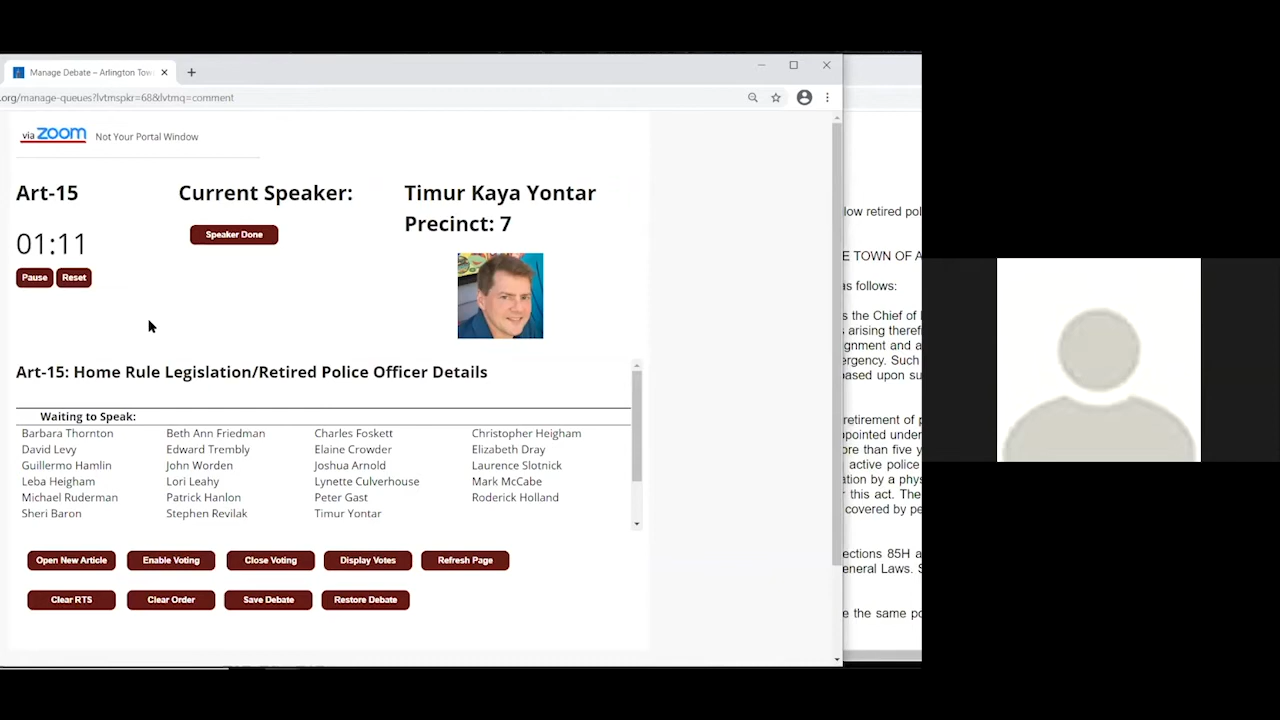 Manage Debate – Arlington Tow
.org/manage-queues?lvtmspkr=68&lvtmq=comment
via zoom Not Your Portal Window
Art-15 Current Speaker: Timur Kaya Yontar
Speaker Done Precinct: 7
01:11
Pause Reset
Art-15: Home Rule Legislation/Retired Police Officer Details
Waiting to Speak:
Barbara Thornton Beth Ann Friedman Charles Foskett Christopher Heigham
David Levy Edward Trembly Elaine Crowder Elizabeth Dray
Guillermo Hamlin John Worden Joshua Arnold Laurence Slotnick
Leba Heigham Lori Leahy Lynette Culverhouse Mark McCabe
Michael Ruderman Patrick Hanlon Peter Gast Roderick Holland
Sheri Baron Stephen Revilak Timur Yontar
Open New Article Enable Voting Close Voting Display Votes Refresh Page
Clear RTS Clear Order Save Debate Restore Debate
low retired pol
E TOWN OF A
as follows:
s the Chief of
s arising theref
gnment and a
ergency. Such
based upon su
retirement of p
ppointed under
ore than five y
active police
ation by a phys
r this act. The
covered by pe
ections 85H a
eneral Laws. S
e the same po